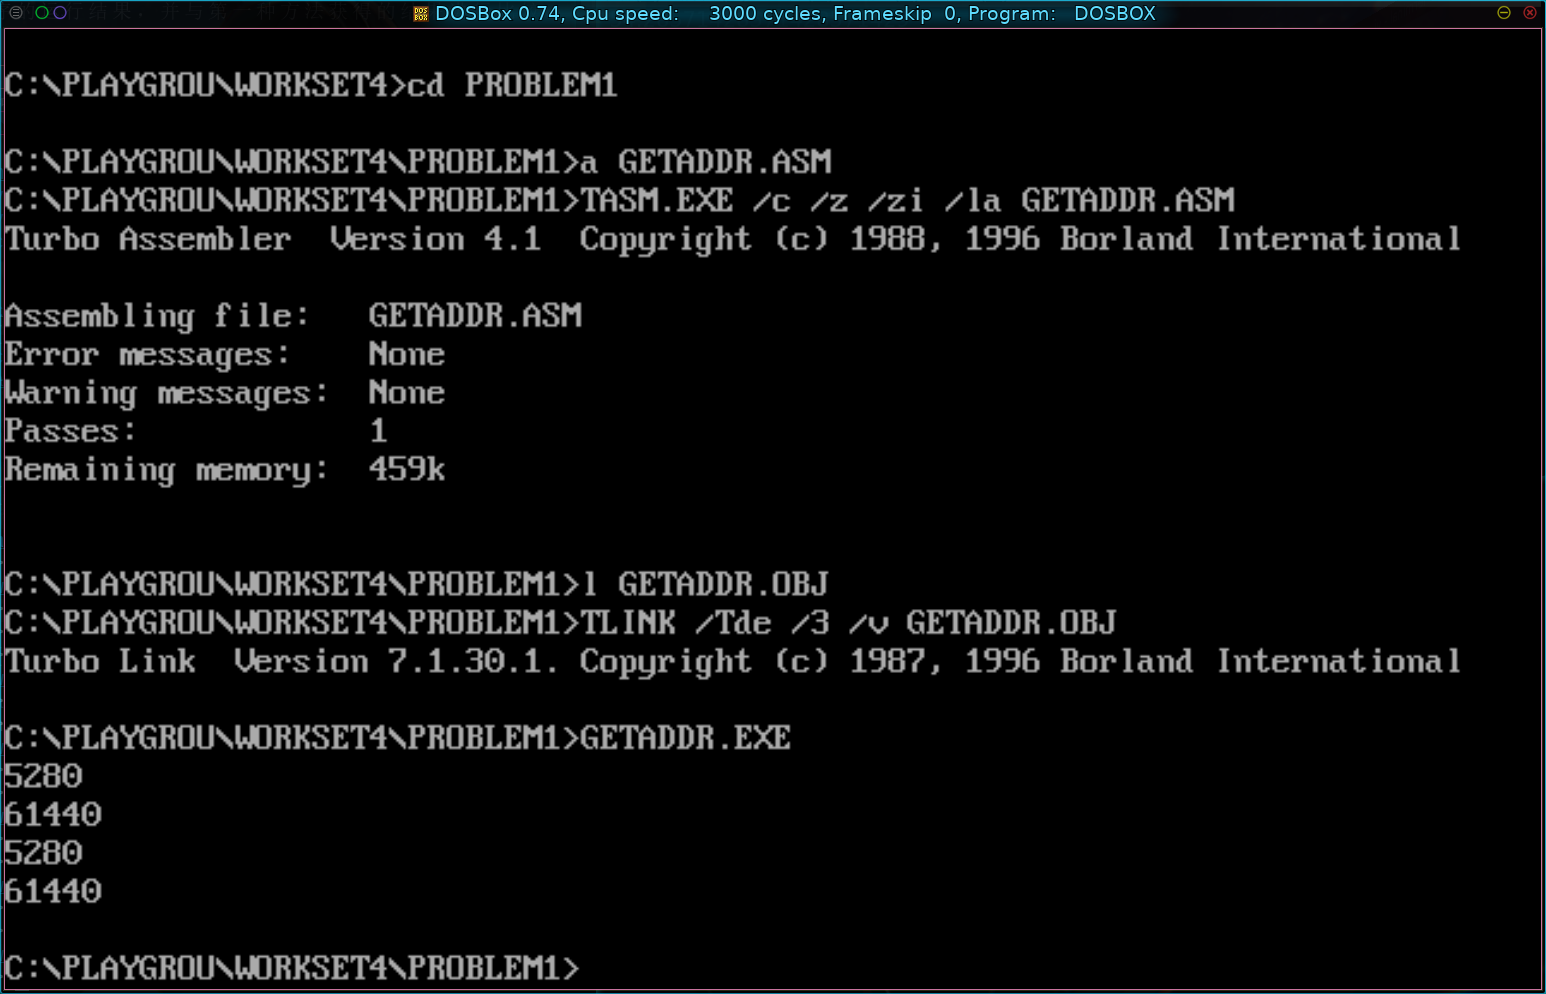 DOSBox 0.74, Cpu speed: 3000 cycles, Frameskip 0, Program: DOSBOX
C:\PLAYGROU\WORKSET4>cd PROBLEM1
C:\PLAYGROU\WORKSET4\PROBLEM1>a GETADDR.ASM
C:\PLAYGROU\WORKSET4\PROBLEM1>TASM.EXE /c /z /zi /la GETADDR.ASM
Turbo Assembler  Version 4.1  Copyright (c) 1988, 1996 Borland International
Assembling file:   GETADDR.ASM
Error messages:    None
Warning messages:  None
Passes:            1
Remaining memory:  459k
C:\PLAYGROU\WORKSET4\PROBLEM1>l GETADDR.OBJ
C:\PLAYGROU\WORKSET4\PROBLEM1>TLINK /Tde /3 /v GETADDR.OBJ
Turbo Link  Version 7.1.30.1. Copyright (c) 1987, 1996 Borland International
C:\PLAYGROU\WORKSET4\PROBLEM1>GETADDR.EXE
5280
61440
5280
61440
C:\PLAYGROU\WORKSET4\PROBLEM1>